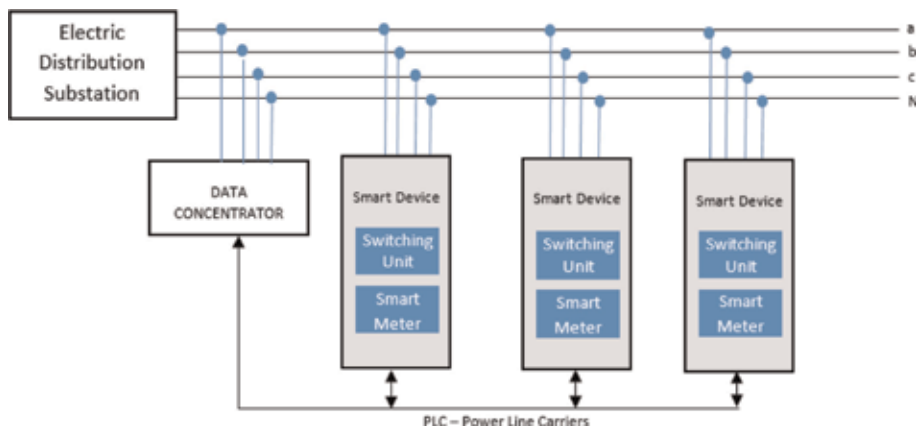 Electric
Distribution
Substation
a
b
c
N
DATA
CONCENTRATOR
Smart Device
Switching
Unit
Smart
Meter
Smart Device
Switching
Unit
Smart
Meter
Smart Device
Switching
Unit
Smart
Meter
PLC – Power Line Carriers